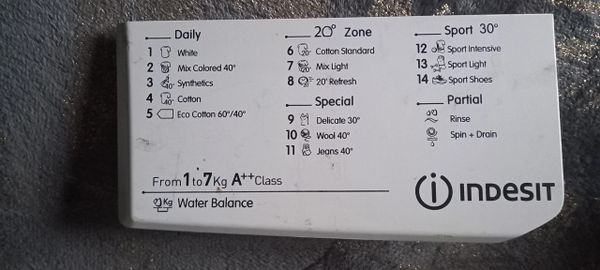 Daily
1 White
2 Mix Colored 40°
3 Synthetics
4 Cotton
5 Eco Cotton 60°/40°
20° Zone
6 Cotton Standard
7 Mix Light
8 20' Refresh
Special
9 Delicate 30°
10 Wool 40°
11 Jeans 40°
Sport 30°
12 Sport Intensive
13 Sport Light
14 Sport Shoes
Partial
Rinse
Spin + Drain
From 1 to 7Kg A++ Class
Kg Water Balance
INDESIT